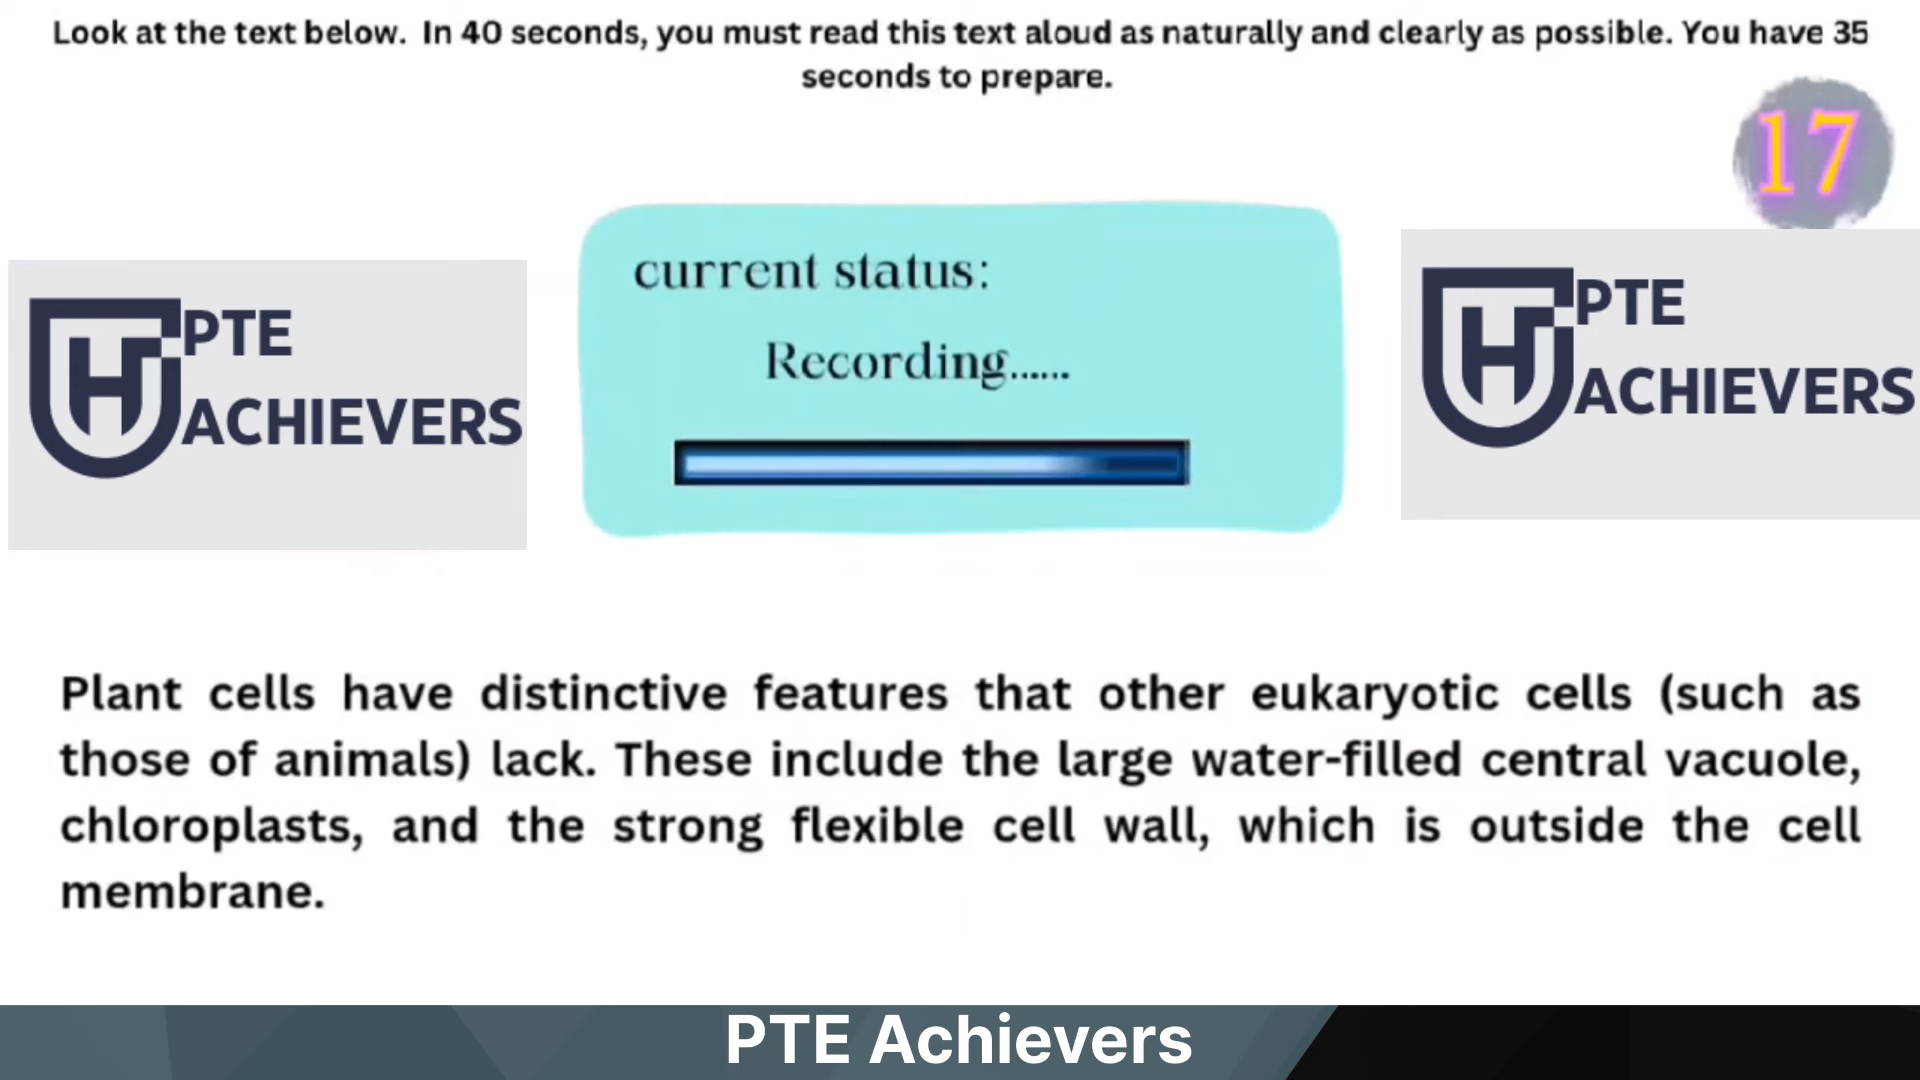 Look at the text below. In 40 seconds, you must read this text aloud as naturally and clearly as possible. You have 35
seconds to prepare.
17
current status:
Recording......
PTE
ACHIEVERS
PTE
ACHIEVERS
Plant cells have distinctive features that other eukaryotic cells (such as
those of animals) lack. These include the large water-filled central vacuole,
chloroplasts, and the strong flexible cell wall, which is outside the cell
membrane.
PTE Achievers